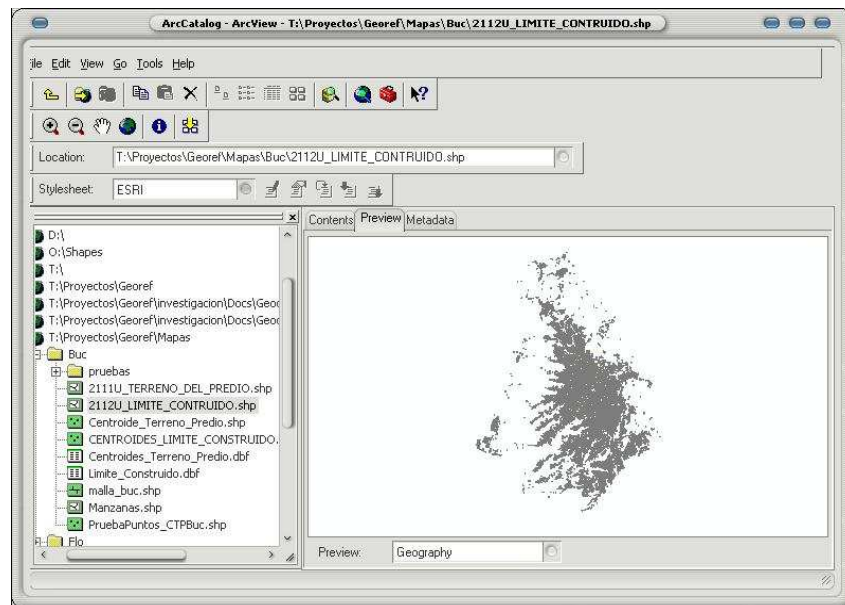 ArcCatalog - ArcView - T:\Proyectos\Georef\Mapas\Buc\2112U_LIMITE_CONTRUIDO.shp
ile Edit View Go Tools Help
Location: T:\Proyectos\Georef\Mapas\Buc\2112U_LIMITE_CONTRUIDO.shp
Stylesheet: ESRI
Contents Preview Metadata
D:\
O:\Shapes
T:\
T:\Proyectos\Georef
T:\Proyectos\Georef\investigacion\Docs\Geo
T:\Proyectos\Georef\investigacion\Docs\Geo
T:\Proyectos\Georef\Mapas
Buc
pruebas
2111U_TERRENO_DEL_PREDIO.shp
2112U_LIMITE_CONTRUIDO.shp
Centroide_Terreno_Predio.shp
CENTROIDES_LIMITE_CONSTRUIDO.
Centroides_Terreno_Predio.dbf
Limite_Construido.dbf
malla_buc.shp
Manzanas.shp
PruebaPuntos_CTPBuc.shp
Flo
Preview: Geography